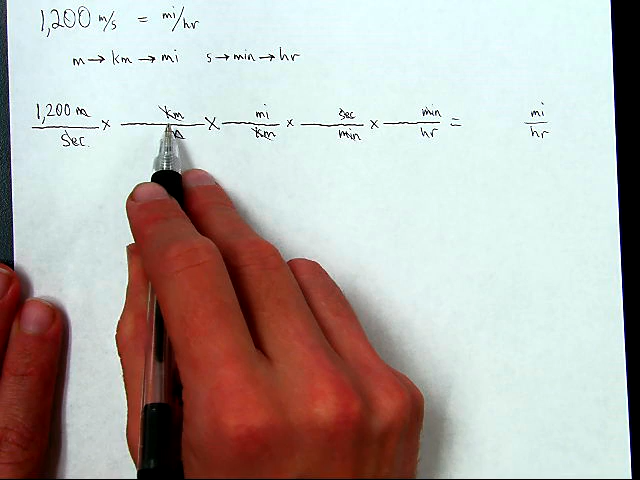 1,200 m/s = mi/hr
m → km → mi s → min → hr
1,200 m/sec. × km/m × mi/km × sec/min × min/hr = mi/hr